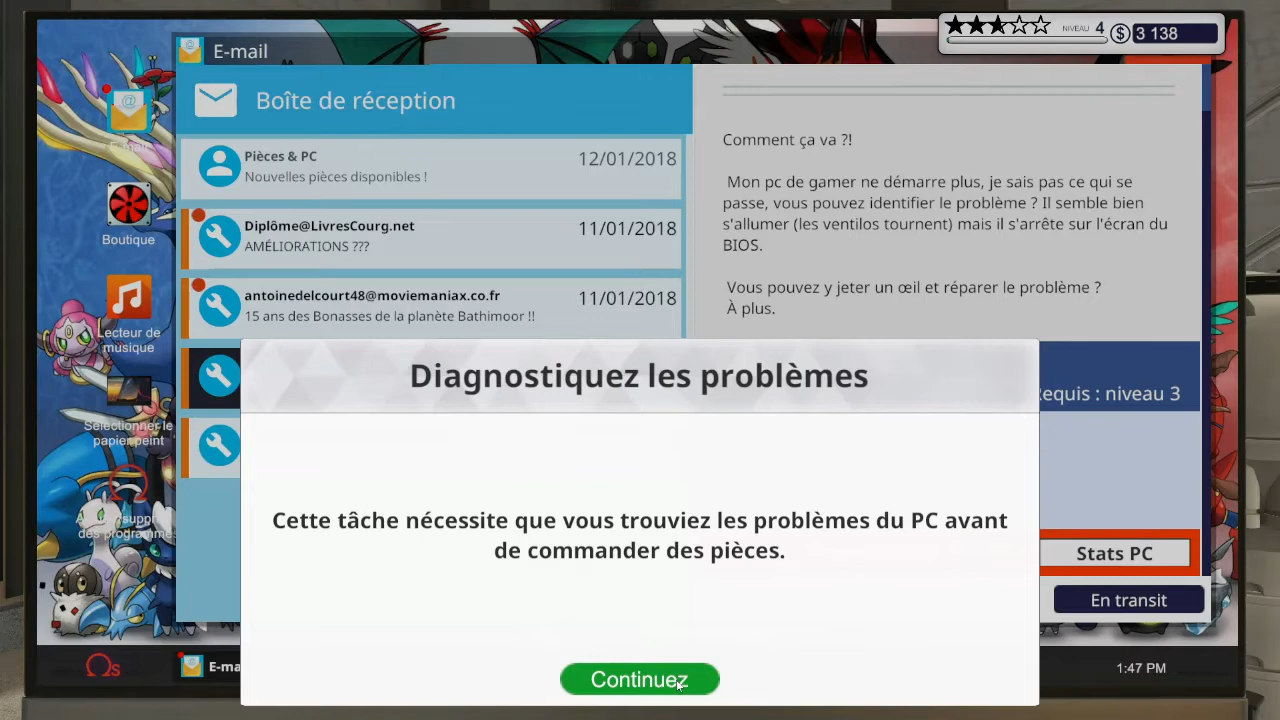 NIVEAU 4
$ 3 138
E-mail
Boîte de réception
Pièces & PC
12/01/2018
Nouvelles pièces disponibles !
Diplôme@LivresCourg.net
11/01/2018
AMÉLIORATIONS ???
antoinedelcourt48@moviemaniax.co.fr
11/01/2018
15 ans des Bonasses de la planète Bathimoor !!
Comment ça va ?!
Mon pc de gamer ne démarre plus, je sais pas ce qui se
passe, vous pouvez identifier le problème ? Il semble bien
s'allumer (les ventilos tournent) mais il s'arrête sur l'écran du
BIOS.
Vous pouvez y jeter un œil et réparer le problème ?
À plus.
Requis : niveau 3
Stats PC
En transit
E-mail
Boutique
Lecteur de
musique
Sélectionner le
papier peint
des programme
Diagnostiquez les problèmes
Cette tâche nécessite que vous trouviez les problèmes du PC avant
de commander des pièces.
Continuez
Ωs
E-ma
1:47 PM